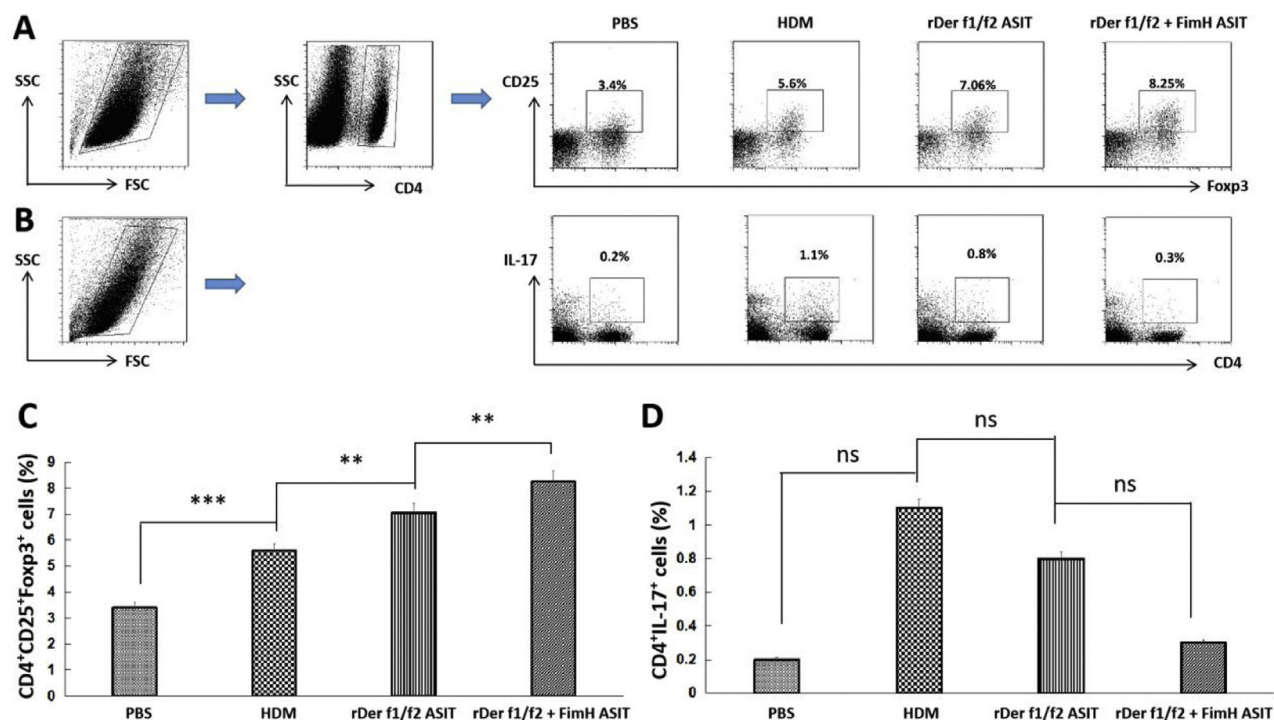 A
PBS
HDM
rDer f1/f2 ASIT
rDer f1/f2 + FimH ASIT
SSC
FSC
SSC
CD4
CD25
3.4%
5.6%
7.06%
8.25%
Foxp3
B
SSC
FSC
IL-17
0.2%
1.1%
0.8%
0.3%
CD4
C
CD4+CD25+Foxp3+ cells (%)
9
8
7
6
5
4
3
2
1
0
***
**
**
PBS
HDM
rDer f1/f2 ASIT
rDer f1/f2 + FimH ASIT
D
CD4+IL-17+ cells (%)
1.4
1.2
1
0.8
0.6
0.4
0.2
0
ns
ns
ns
PBS
HDM
rDer f1/f2 ASIT
rDer f1/f2 + FimH ASIT